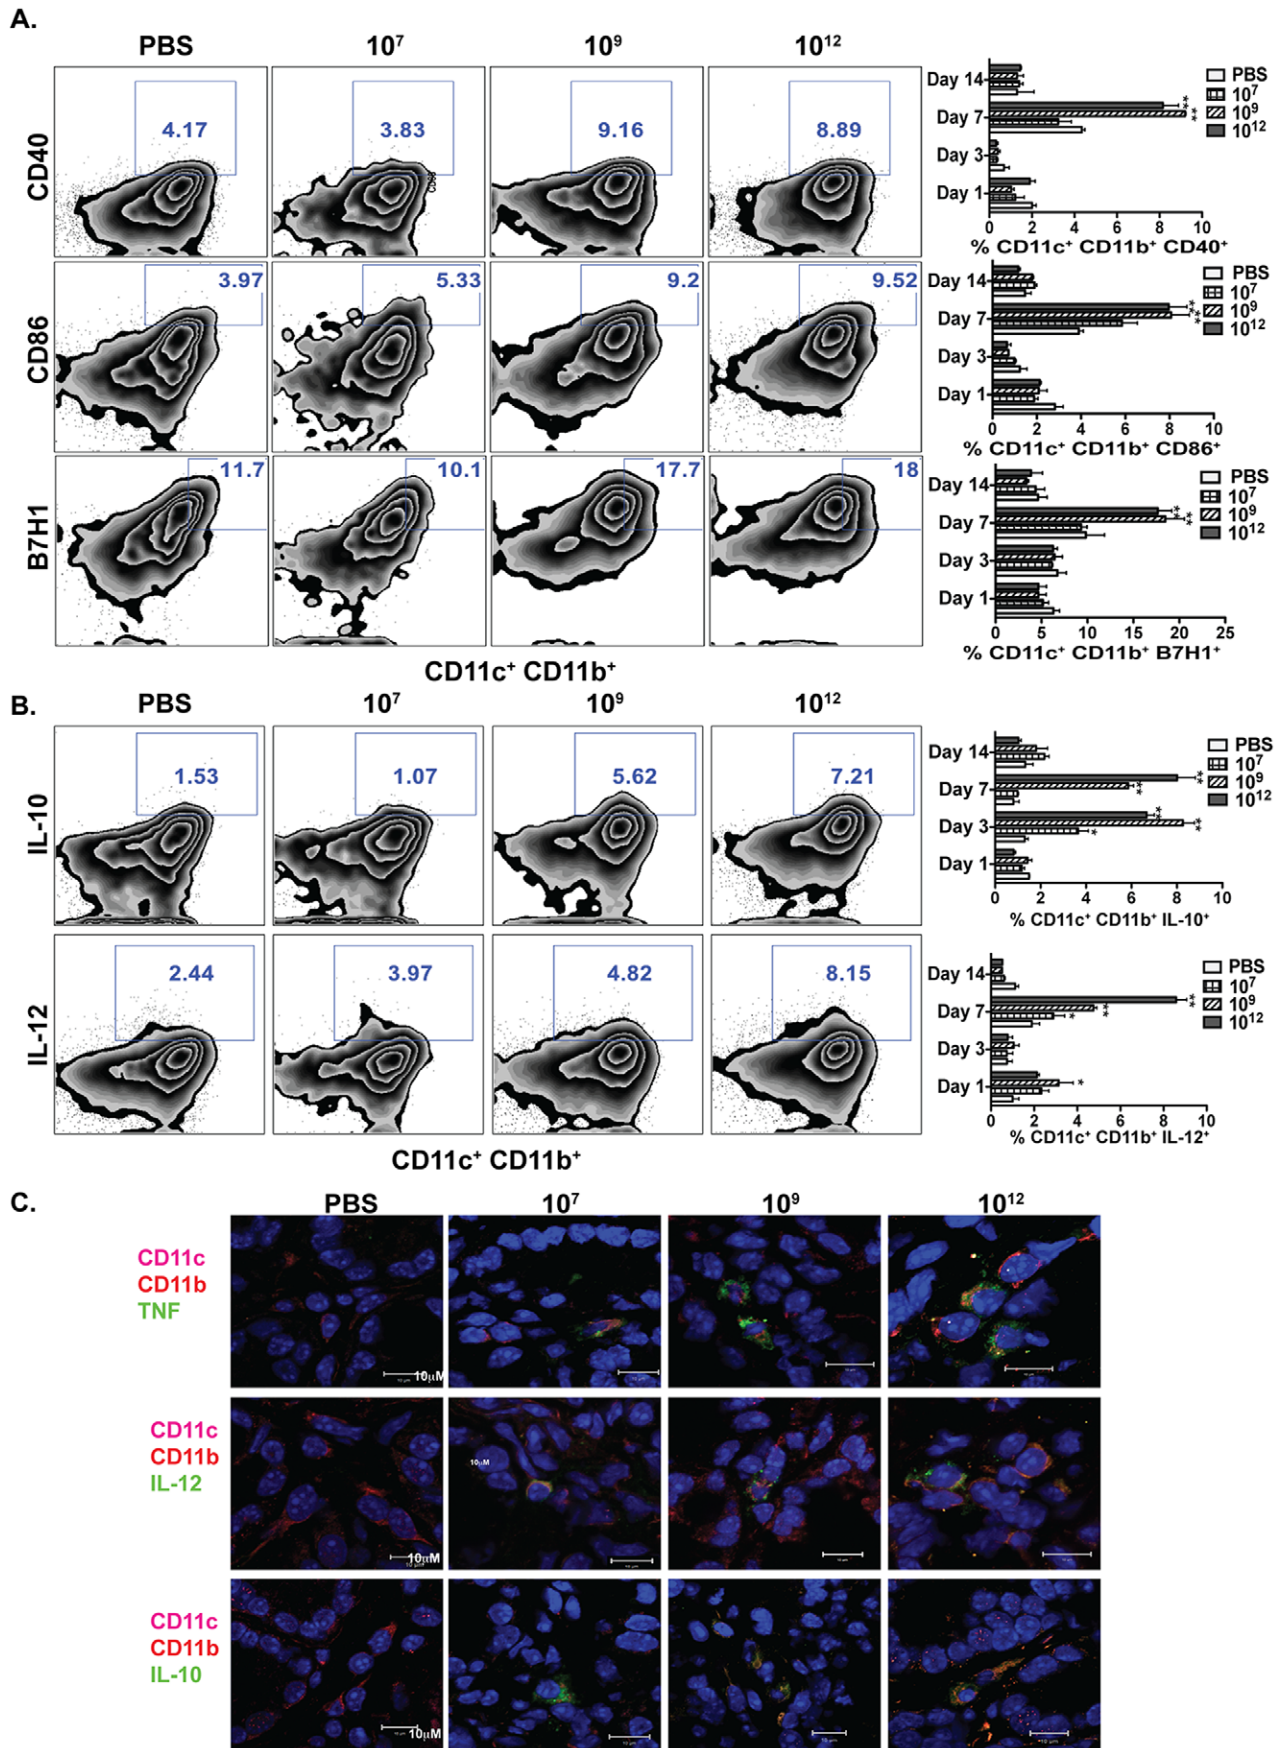 A.
PBS 10⁷ 10⁹ 10¹²
CD40
4.17 3.83 9.16 8.89
Day 14
Day 7
Day 3
Day 1
** **
PBS
10⁷
10⁹
10¹²
0 2 4 6 8 10
% CD11c⁺ CD11b⁺ CD40⁺
CD86
3.97 5.33 9.2 9.52
Day 14
Day 7
Day 3
Day 1
** **
PBS
10⁷
10⁹
10¹²
0 2 4 6 8 10
% CD11c⁺ CD11b⁺ CD86⁺
B7H1
11.7 10.1 17.7 18
Day 14
Day 7
Day 3
Day 1
** **
PBS
10⁷
10⁹
10¹²
0 5 10 15 20 25
% CD11c⁺ CD11b⁺ B7H1⁺
CD11c⁺ CD11b⁺
B.
PBS 10⁷ 10⁹ 10¹²
IL-10
1.53 1.07 5.62 7.21
Day 14
Day 7
Day 3
Day 1
** ** ** ** *
PBS
10⁷
10⁹
10¹²
0 2 4 6 8 10
% CD11c⁺ CD11b⁺ IL-10⁺
IL-12
2.44 3.97 4.82 8.15
Day 14
Day 7
Day 3
Day 1
** ** * *
PBS
10⁷
10⁹
10¹²
0 2 4 6 8 10
% CD11c⁺ CD11b⁺ IL-12⁺
CD11c⁺ CD11b⁺
C.
PBS 10⁷ 10⁹ 10¹²
CD11c
CD11b
TNF
10µM
CD11c
CD11b
IL-12
10µM
10µM
CD11c
CD11b
IL-10
10µM